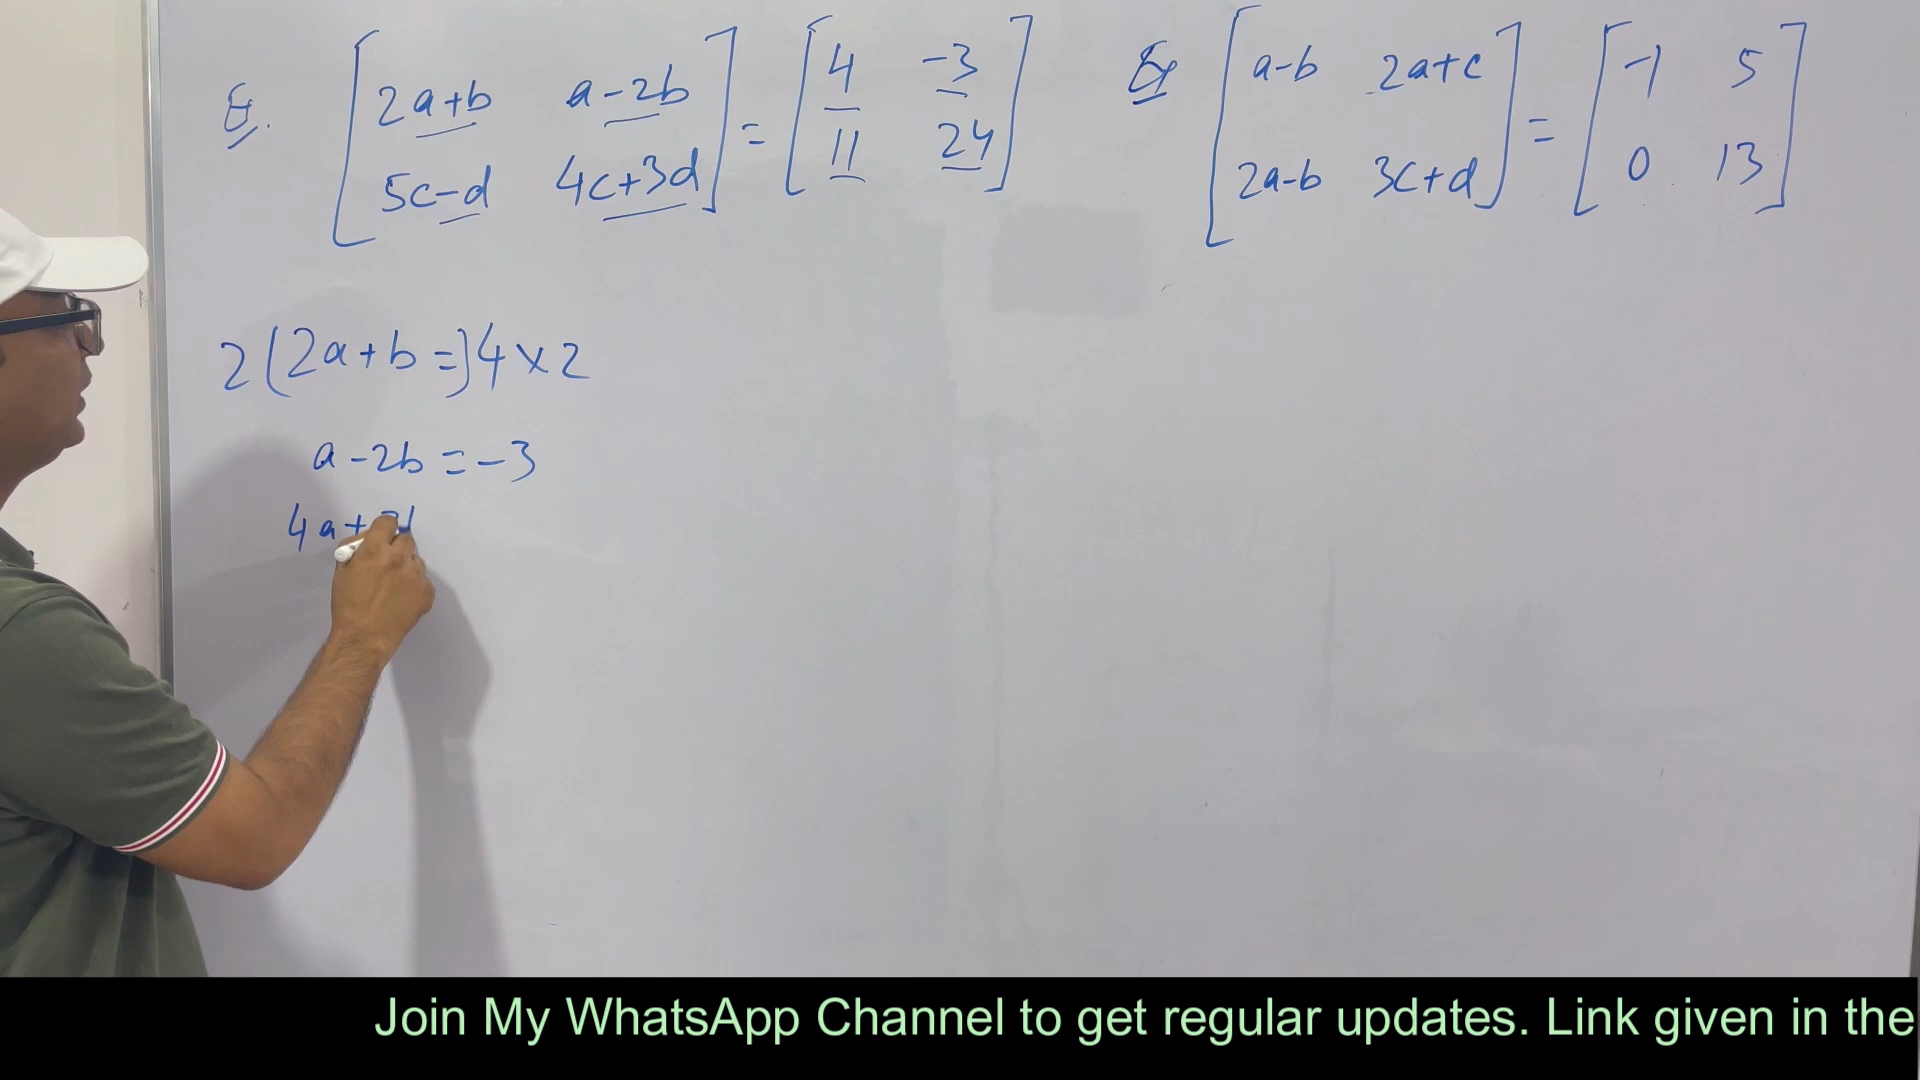 E. [2a+b a-2b
5c-d 4c+3d] = [4 -3
11 24]
Ex [a-b 2a+c
2a-b 3c+d] = [-1 5
0 13]
2(2a+b=)4×2
a-2b=-3
4a+
Join My WhatsApp Channel to get regular updates. Link given in the